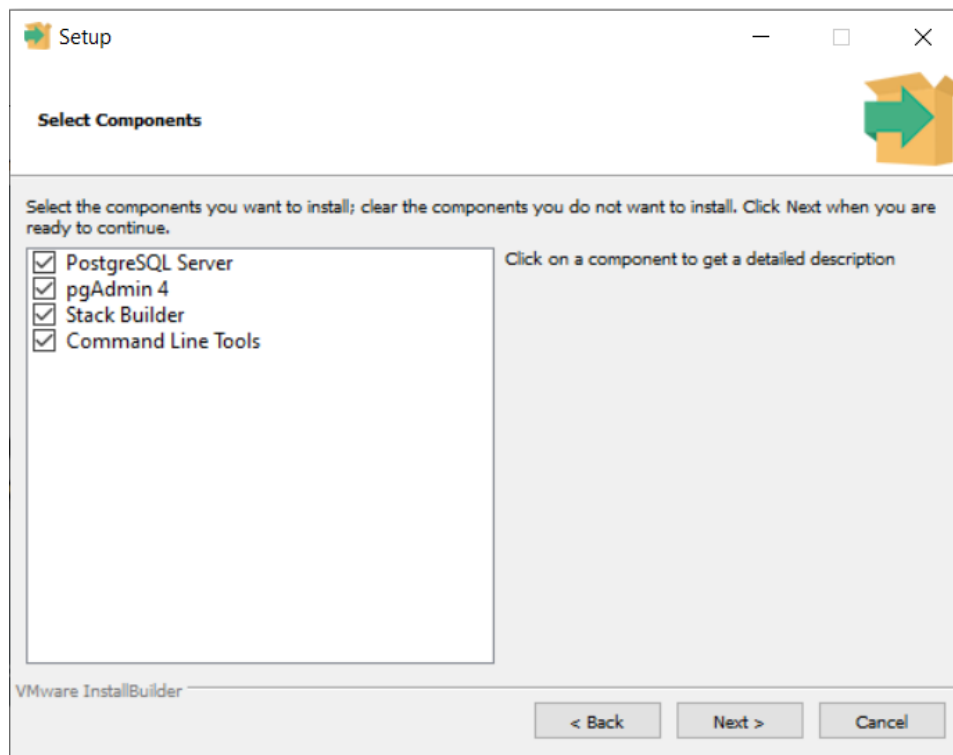 Setup
Select Components
Select the components you want to install; clear the components you do not want to install. Click Next when you are
ready to continue.
PostgreSQL Server
pgAdmin 4
Stack Builder
Command Line Tools
Click on a component to get a detailed description
VMware InstallBuilder
< Back
Next >
Cancel